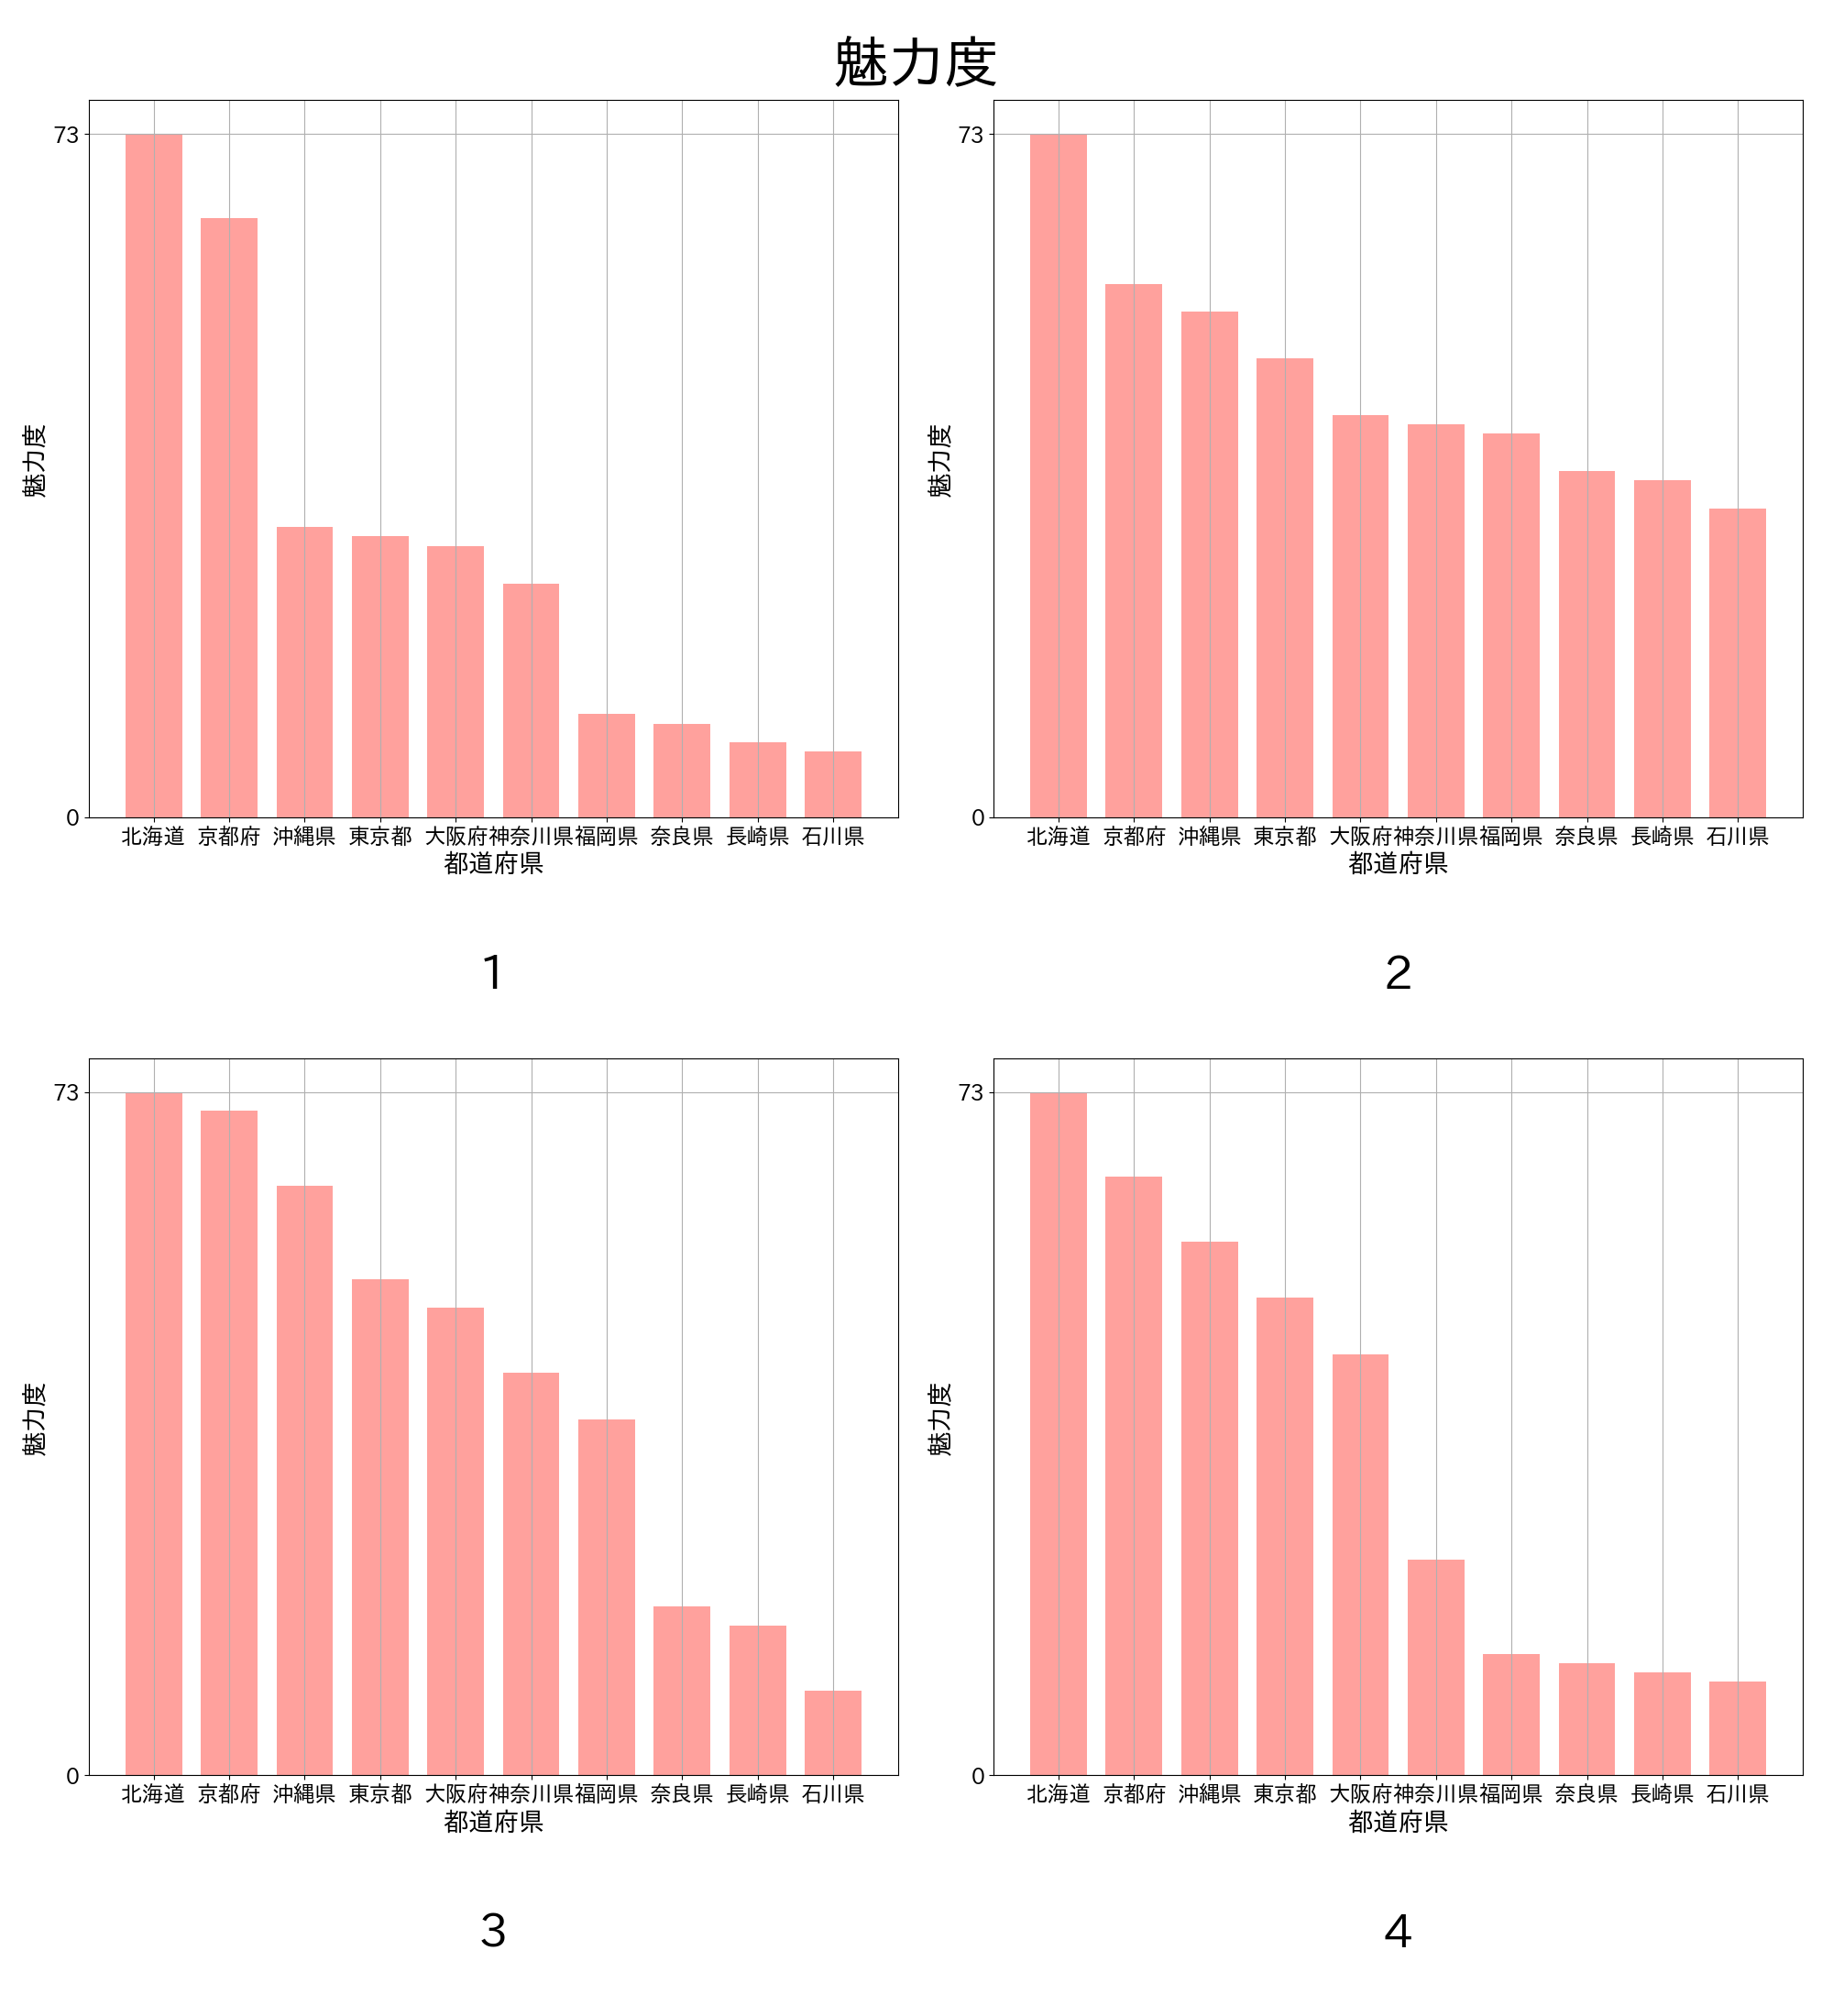 魅力度
73
魅力度
0
北海道 京都府 沖縄県 東京都 大阪府 神奈川県 福岡県 奈良県 長崎県 石川県
都道府県
1
73
魅力度
0
北海道 京都府 沖縄県 東京都 大阪府 神奈川県 福岡県 奈良県 長崎県 石川県
都道府県
2
73
魅力度
0
北海道 京都府 沖縄県 東京都 大阪府 神奈川県 福岡県 奈良県 長崎県 石川県
都道府県
3
73
魅力度
0
北海道 京都府 沖縄県 東京都 大阪府 神奈川県 福岡県 奈良県 長崎県 石川県
都道府県
4